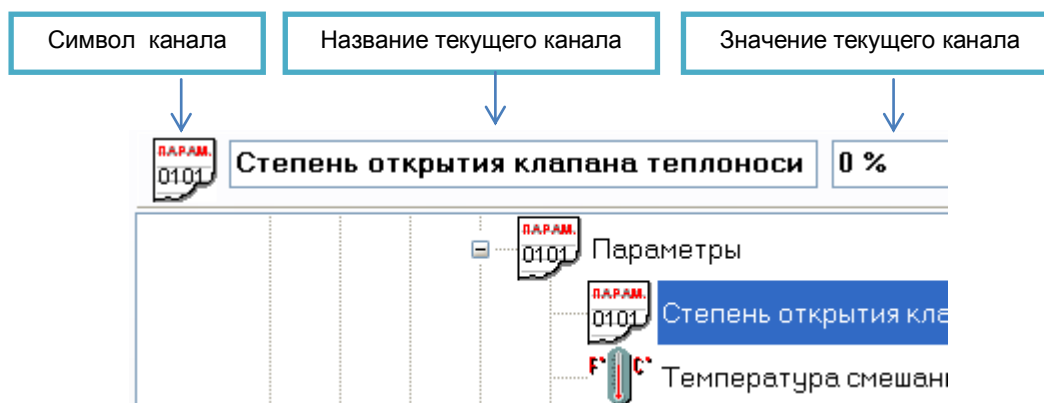 Символ канала
Название текущего канала
Значение текущего канала
ПАРАМ.
0101
Степень открытия клапана теплоноси
0 %
ПАРАМ.
0101
Параметры
ПАРАМ.
0101
Степень открытия кла
F° C°
Температура смешан